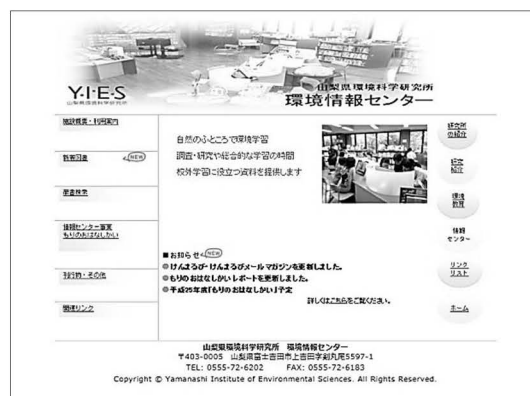 Y·I·E·S
山梨県環境科学研究所
山梨県環境科学研究所
環境情報センター
施設概要・利用案内
新着図書 NEW
蔵書検索
情報センター事業
もりのおはなしかい
刊行物・その他
関連リンク
自然のふところで環境学習
調査・研究や総合的な学習の時間
校外学習に役立つ資料を提供します
■お知らせ NEW
けんまるび・けんまるびメールマガジンを更新しました。
もりのおはなしかいレポートを更新しました。
平成25年度「もりのおはなしかい」予定
詳しくはこちらをご覧ください。
研究所
の紹介
研究
紹介
環境
教育
情報
センター
リンク
リスト
ホーム
山梨県環境科学研究所 環境情報センター
〒403-0005 山梨県富士吉田市上吉田字剣丸尾5597-1
TEL: 0555-72-6202 FAX: 0555-72-6183
Copyright © Yamanashi Institute of Environmental Sciences. All Rights Reserved.